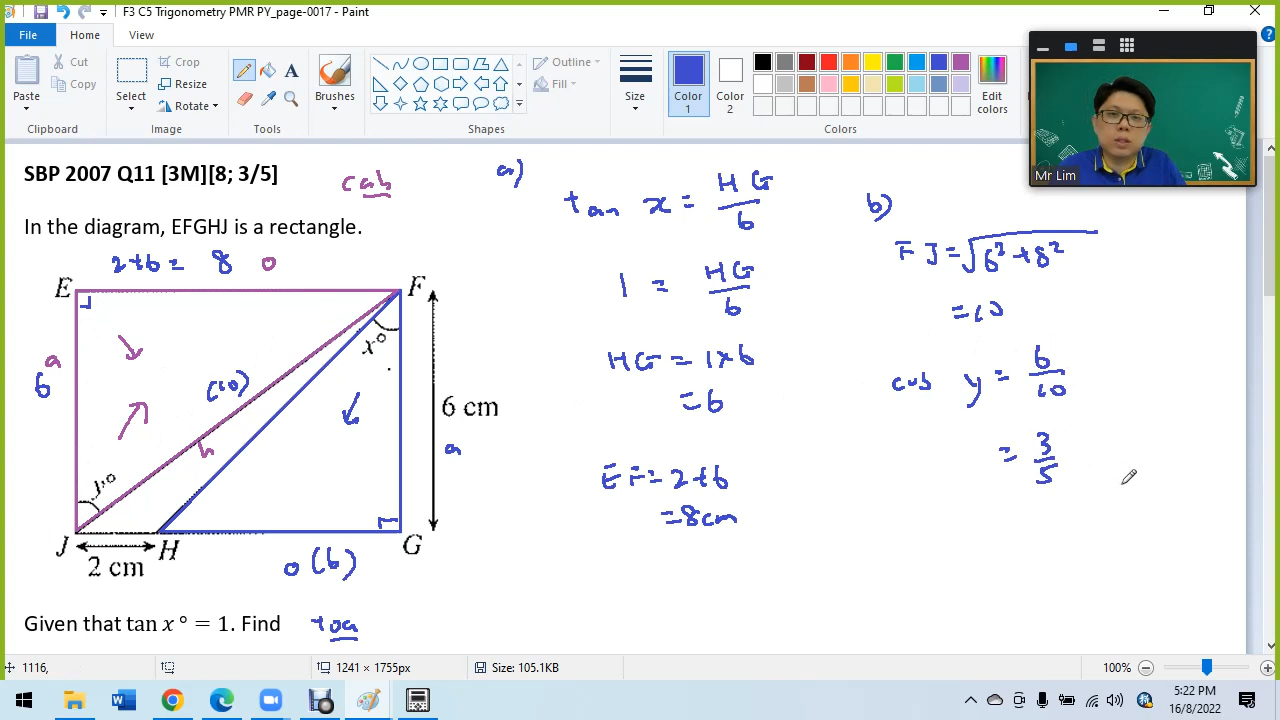 F3 C5 Trigonometry PMR PY_page-0017 - Paint
File Home View
Paste Cut Copy Clipboard
Select Crop Resize Rotate Image
A Tools
Brushes
Outline Fill Shapes
Size
Color 1 Color 2 Edit colors Colors
Mr Lim
SBP 2007 Q11 [3M][8; 3/5]
cah
In the diagram, EFGHJ is a rectangle.
2+6= 8 o
E F
x°
6 a
(10)
h
6 cm
a
y°
J H G
2 cm
o (6)
Given that tan x ° = 1. Find
toa
a)
tan x = HG/6
1 = HG/6
HG = 1x6
=6
EF= 2+6
=8cm
b)
FJ=√6²+8²
=10
cos y = 6/10
= 3/5
1116, 1241 × 1755px Size: 105.1KB 100%
5:22 PM
16/8/2022